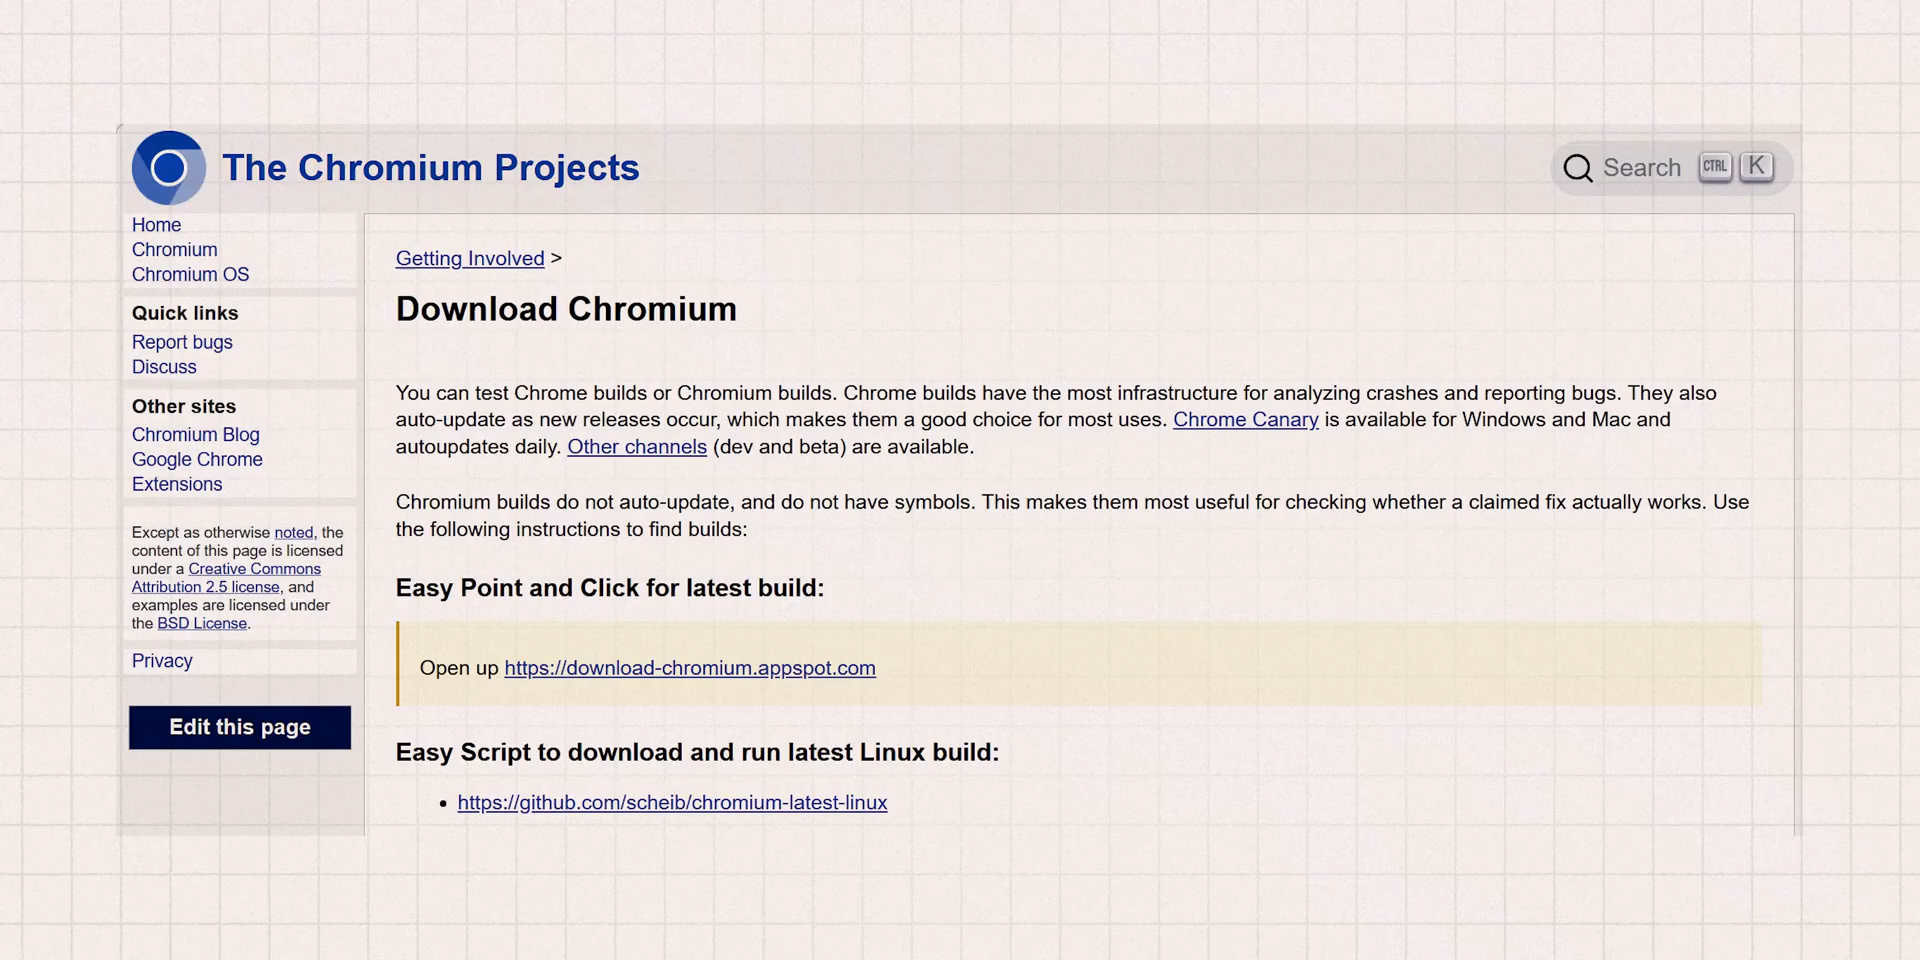 The Chromium Projects
Search CTRL K
Home
Chromium
Chromium OS
Quick links
Report bugs
Discuss
Other sites
Chromium Blog
Google Chrome
Extensions
Except as otherwise noted, the
content of this page is licensed
under a Creative Commons
Attribution 2.5 license, and
examples are licensed under
the BSD License.
Privacy
Edit this page
Getting Involved >
Download Chromium
You can test Chrome builds or Chromium builds. Chrome builds have the most infrastructure for analyzing crashes and reporting bugs. They also
auto-update as new releases occur, which makes them a good choice for most uses. Chrome Canary is available for Windows and Mac and
autoupdates daily. Other channels (dev and beta) are available.
Chromium builds do not auto-update, and do not have symbols. This makes them most useful for checking whether a claimed fix actually works. Use
the following instructions to find builds:
Easy Point and Click for latest build:
Open up https://download-chromium.appspot.com
Easy Script to download and run latest Linux build:
• https://github.com/scheib/chromium-latest-linux